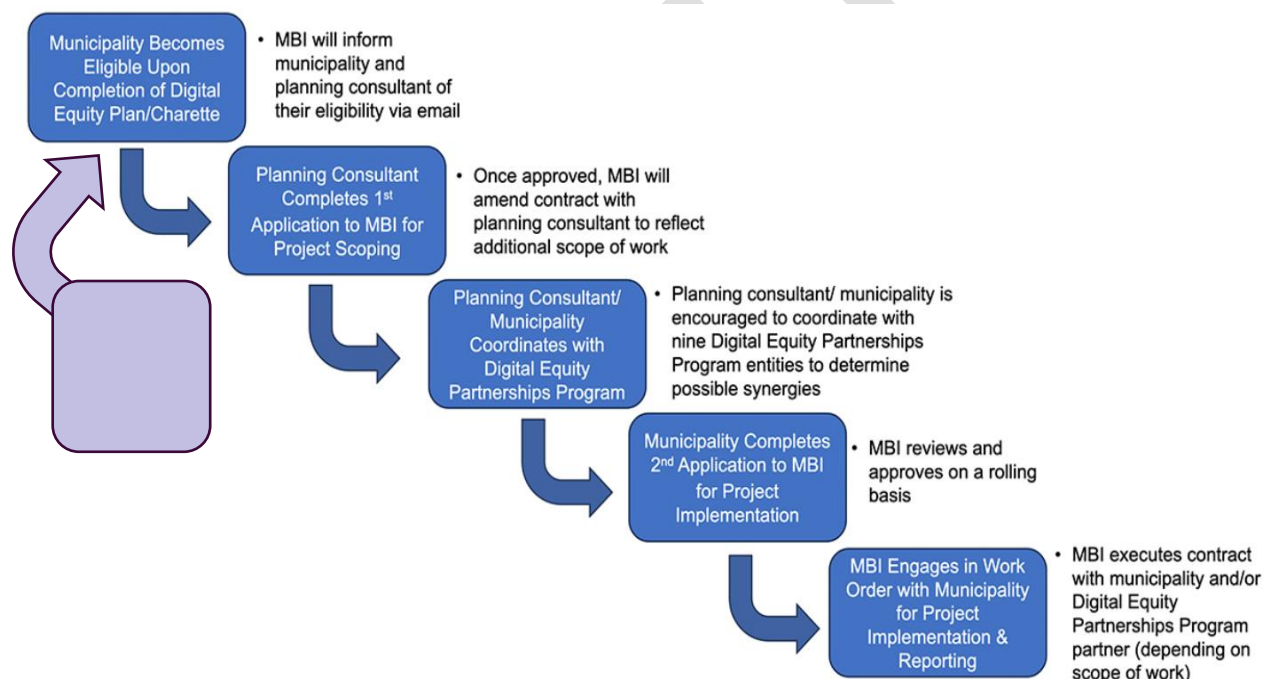 Municipality Becomes
Eligible Upon
Completion of Digital
Equity Plan/Charette
• MBI will inform
municipality and
planning consultant of
their eligibility via email
Planning Consultant
Completes 1st
Application to MBI for
Project Scoping
• Once approved, MBI will
amend contract with
planning consultant to reflect
additional scope of work
Planning Consultant/
Municipality
Coordinates with
Digital Equity
Partnerships Program
• Planning consultant/ municipality is
encouraged to coordinate with
nine Digital Equity Partnerships
Program entities to determine
possible synergies
Municipality Completes
2nd Application to MBI
for Project
Implementation
• MBI reviews and
approves on a rolling
basis
MBI Engages in Work
Order with Municipality
for Project
Implementation &
Reporting
• MBI executes contract
with municipality and/or
Digital Equity
Partnerships Program
partner (depending on
scope of work)